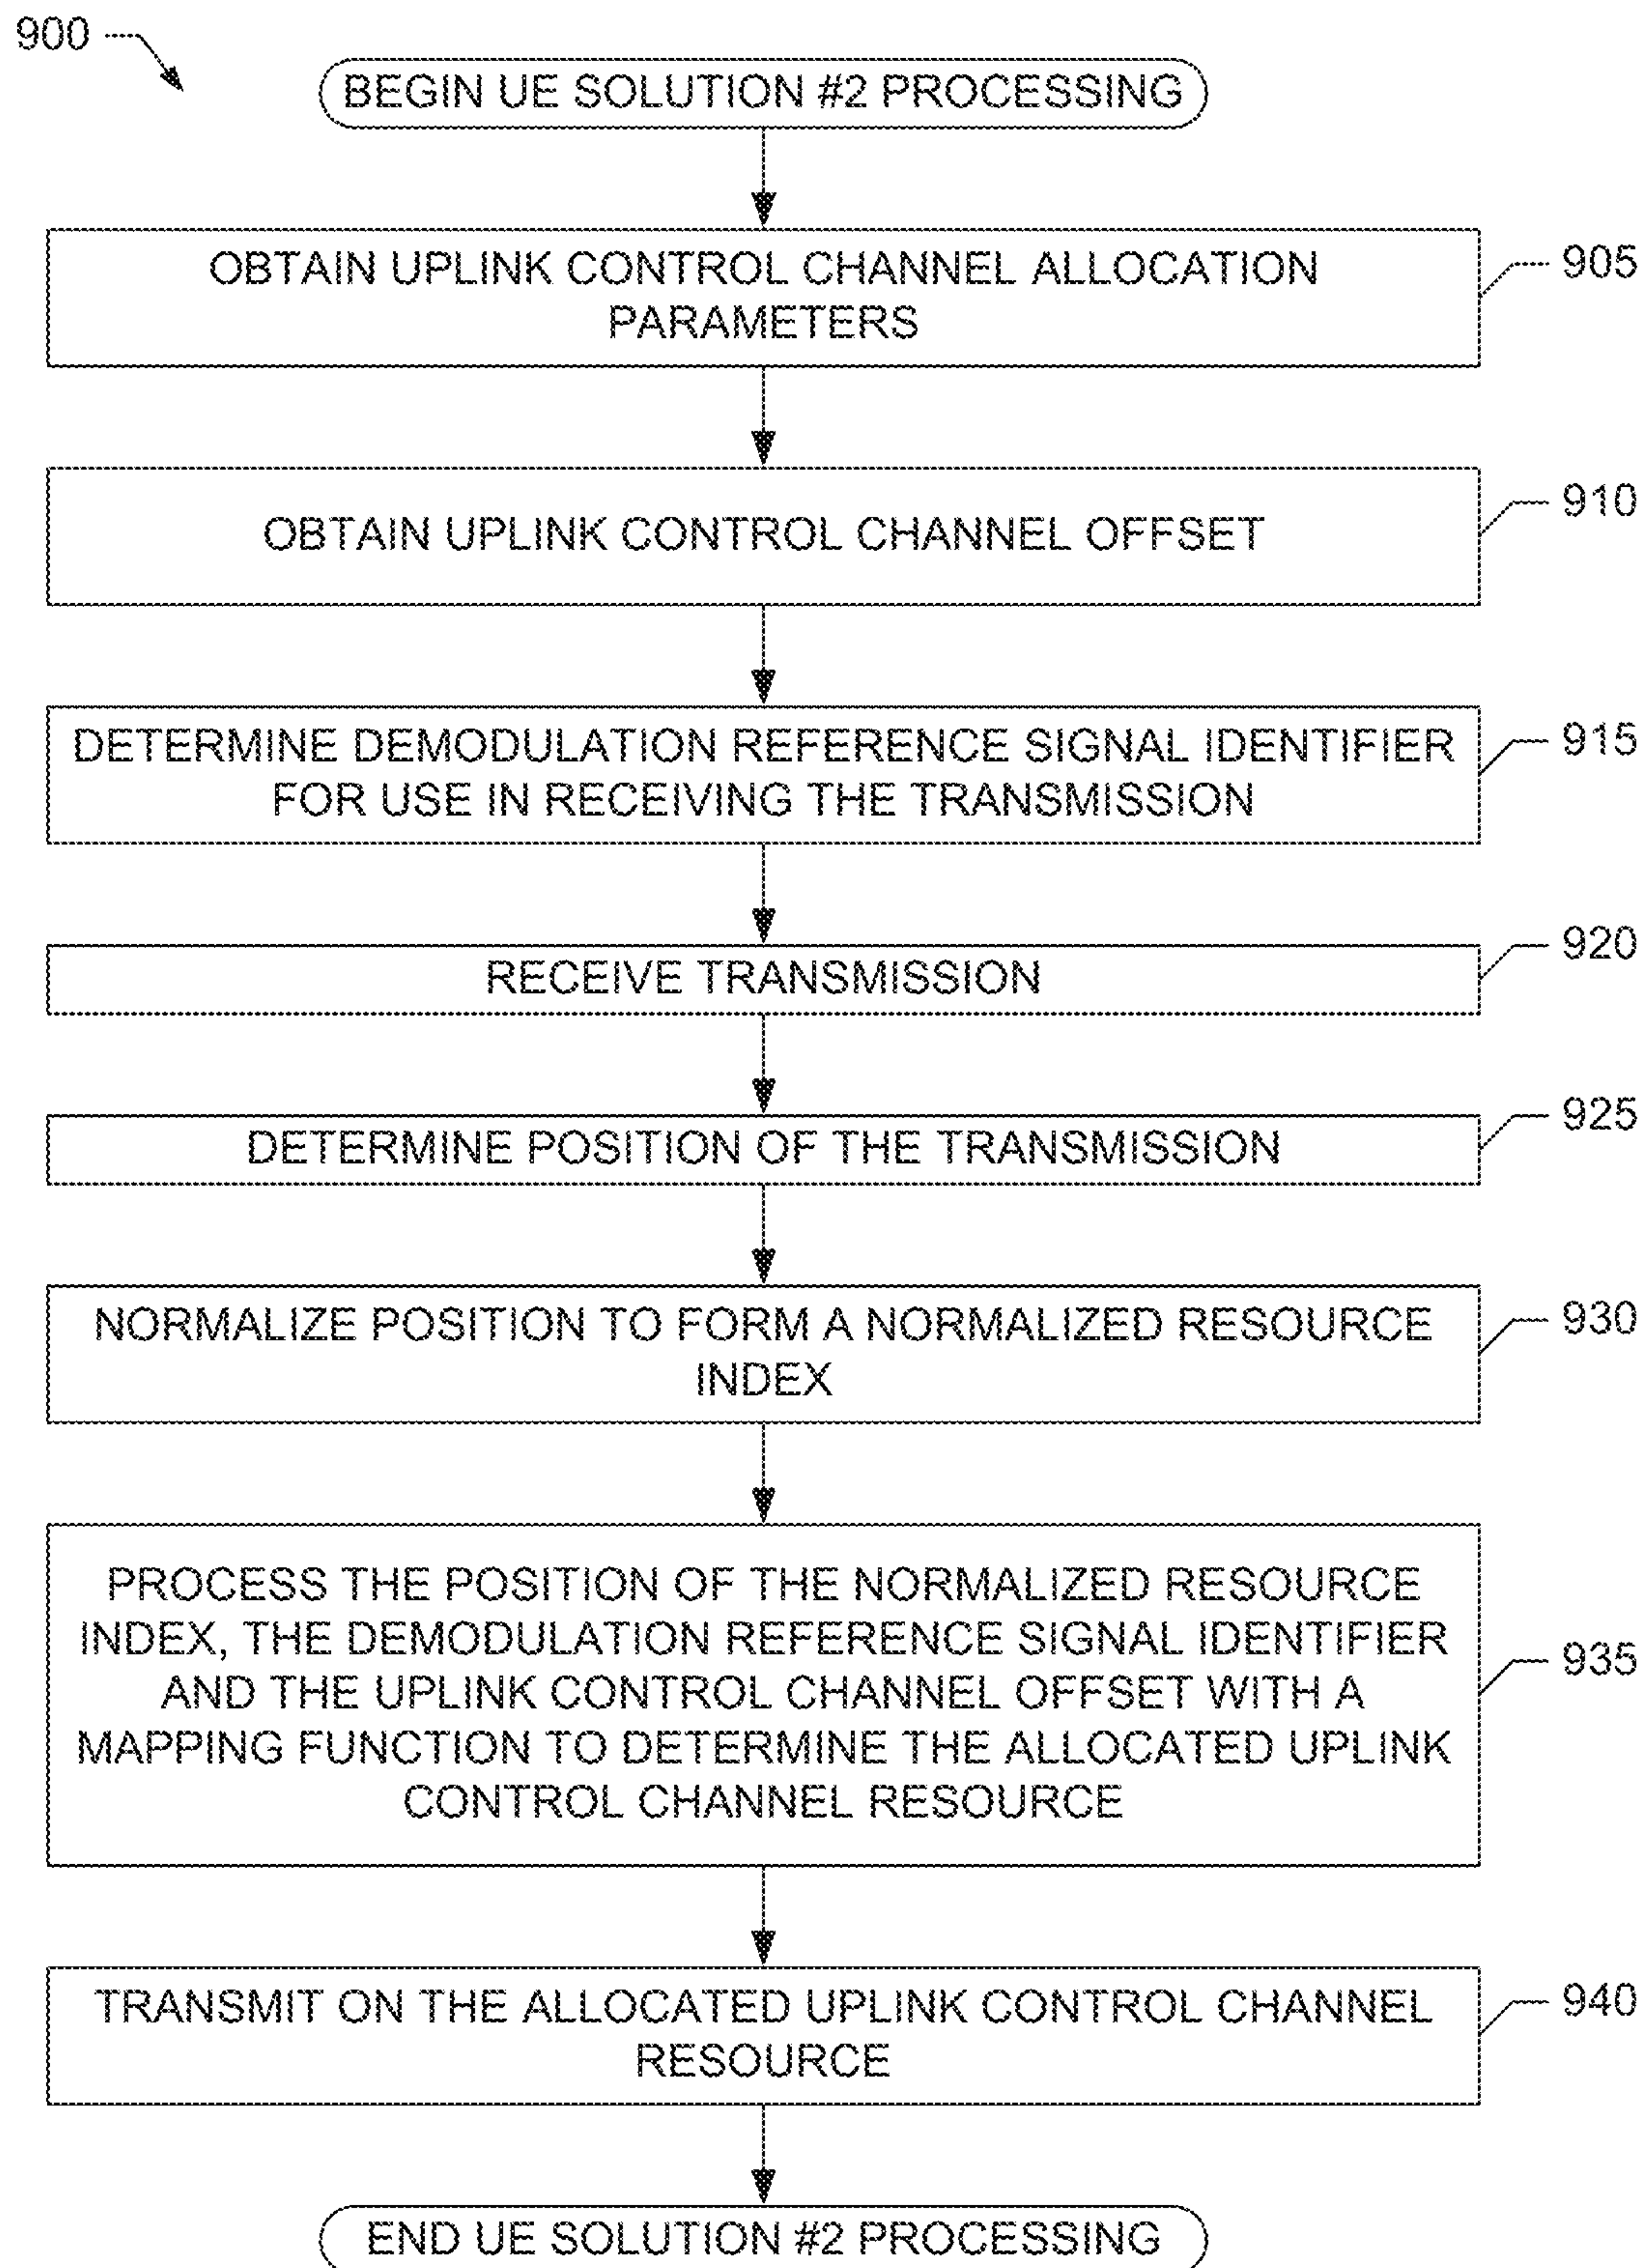 900
BEGIN UE SOLUTION #2 PROCESSING
OBTAIN UPLINK CONTROL CHANNEL ALLOCATION
PARAMETERS
905
OBTAIN UPLINK CONTROL CHANNEL OFFSET
910
DETERMINE DEMODULATION REFERENCE SIGNAL IDENTIFIER
FOR USE IN RECEIVING THE TRANSMISSION
915
RECEIVE TRANSMISSION
920
DETERMINE POSITION OF THE TRANSMISSION
925
NORMALIZE POSITION TO FORM A NORMALIZED RESOURCE
INDEX
930
PROCESS THE POSITION OF THE NORMALIZED RESOURCE
INDEX, THE DEMODULATION REFERENCE SIGNAL IDENTIFIER
AND THE UPLINK CONTROL CHANNEL OFFSET WITH A
MAPPING FUNCTION TO DETERMINE THE ALLOCATED UPLINK
CONTROL CHANNEL RESOURCE
935
TRANSMIT ON THE ALLOCATED UPLINK CONTROL CHANNEL
RESOURCE
940
END UE SOLUTION #2 PROCESSING